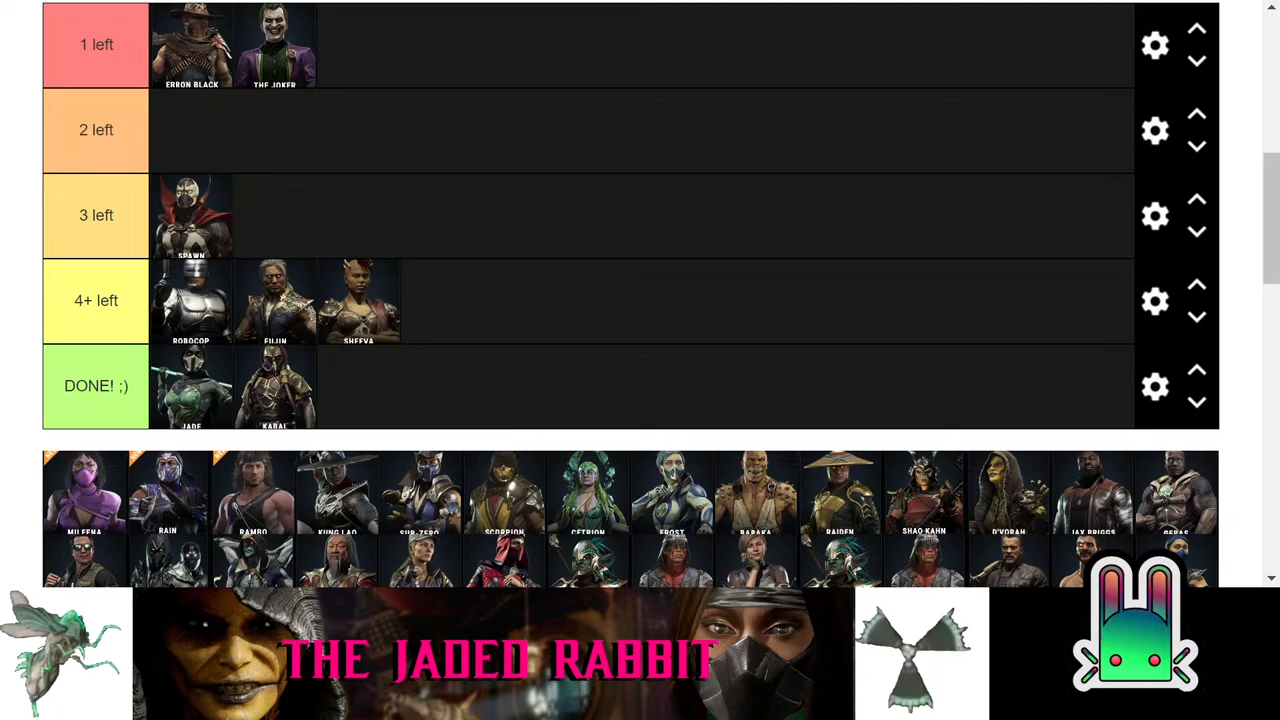 1 left
ERRON BLACK
THE JOKER
2 left
3 left
SPAWN
4+ left
ROBOCOP
FUJIN
SHEEVA
DONE! ;)
JADE
KABAL
MILEENA
RAIN
RAMBO
KUNG LAO
SUB-ZERO
SCORPION
CETRION
FROST
BARAKA
RAIDEN
SHAO KAHN
D'VORAH
JAX BRIGGS
GERAS
THE JADED RABBIT